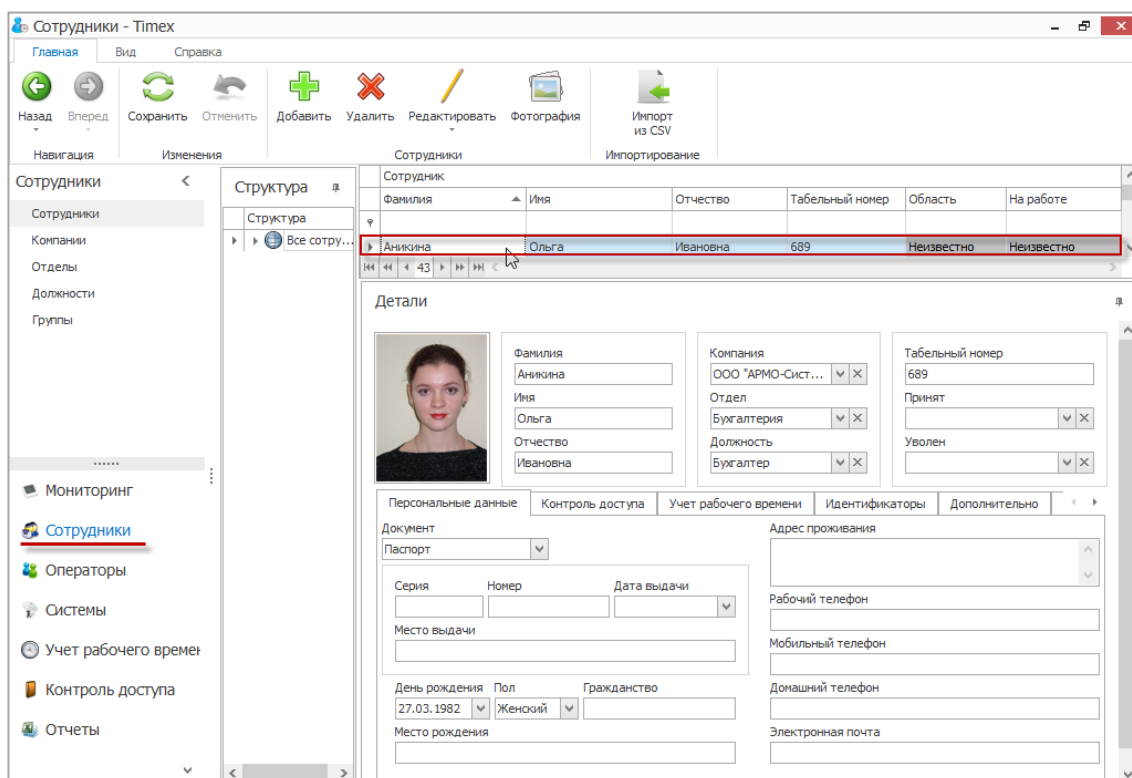 Сотрудники - Timex
Главная Вид Справка
Назад Вперед Сохранить Отменить Добавить Удалить Редактировать Фотография Импорт из CSV
Навигация Изменения Сотрудники Импортирование
Сотрудники
Сотрудники
Компании
Отделы
Должности
Группы
Мониторинг
Сотрудники
Операторы
Системы
Учет рабочего времен
Контроль доступа
Отчеты
Структура
Структура
Все сотру...
Сотрудник
Фамилия Имя Отчество Табельный номер Область На работе
Аникина Ольга Ивановна 689 Неизвестно Неизвестно
43
Детали
Фамилия Компания Табельный номер
Аникина ООО "АРМО-Сист... 689
Имя Отдел Принят
Ольга Бухгалтерия
Отчество Должность Уволен
Ивановна Бухгалтер
Персональные данные Контроль доступа Учет рабочего времени Идентификаторы Дополнительно
Документ Адрес проживания
Паспорт
Серия Номер Дата выдачи
Рабочий телефон
Место выдачи
Мобильный телефон
День рождения Пол Гражданство Домашний телефон
27.03.1982 Женский
Место рождения Электронная почта